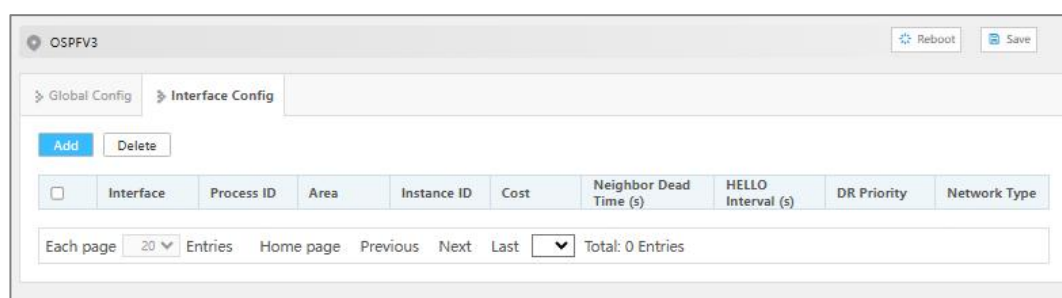 OSPFV3 Reboot Save
Global Config Interface Config
Add Delete
Interface Process ID Area Instance ID Cost Neighbor Dead Time (s) HELLO Interval (s) DR Priority Network Type
Each page 20 Entries Home page Previous Next Last Total: 0 Entries